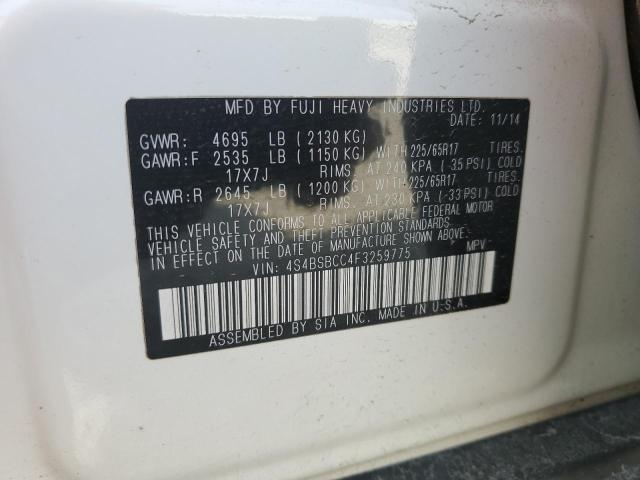 MFD BY FUJI HEAVY INDUSTRIES LTD.
DATE: 11/14
GVWR: 4695 LB (2130 KG)
GAWR:F 2535 LB (1150 KG) WITH 225/65R17 TIRES.
17X7J RIMS. AT 240 KPA (35 PSI) COLD
GAWR:R 2645 LB (1200 KG) WITH 225/65R17 TIRES.
17X7J RIMS. AT 230 KPA (33 PSI) COLD
THIS VEHICLE CONFORMS TO ALL APPLICABLE FEDERAL MOTOR
VEHICLE SAFETY AND THEFT PREVENTION STANDARDS
IN EFFECT ON THE DATE OF MANUFACTURE SHOWN ABOVE.
VIN: 4S4BSBCC4F3259775 MPV
ASSEMBLED BY SIA INC. MADE IN U.S.A.